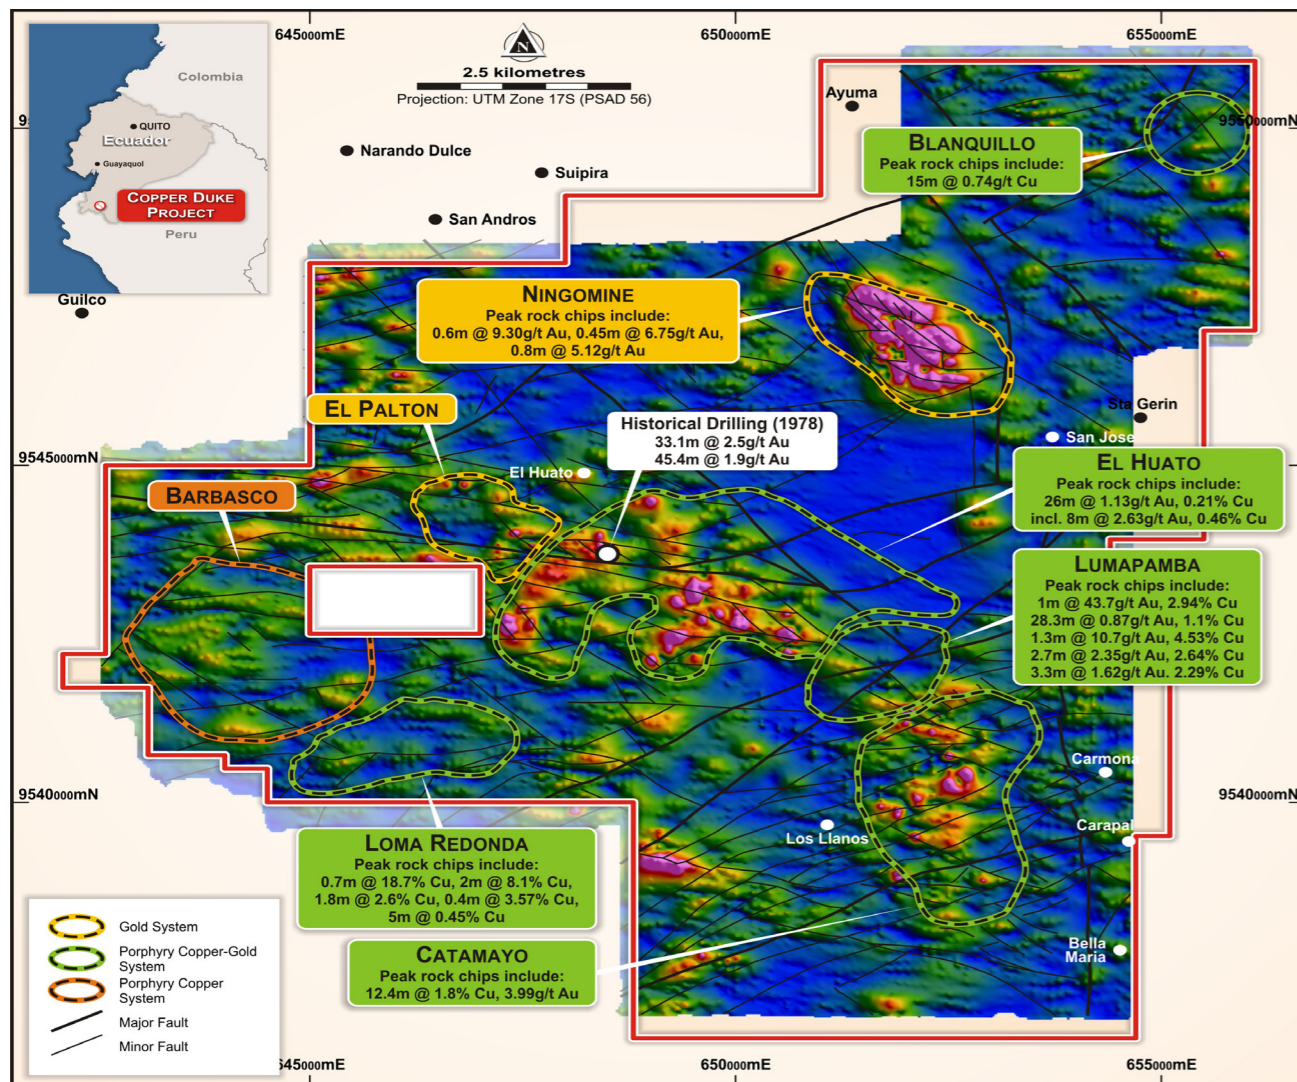 645000mE
650000mE
655000mE
N
2.5 kilometres
Projection: UTM Zone 17S (PSAD 56)
Colombia
QUITO
Ecuador
Guayaquol
COPPER DUKE
PROJECT
Peru
Ayuma
9550000mN
Narando Dulce
Suipira
San Andros
Guilco
BLANQUILLO
Peak rock chips include:
15m @ 0.74g/t Cu
NINGOMINE
Peak rock chips include:
0.6m @ 9.30g/t Au, 0.45m @ 6.75g/t Au,
0.8m @ 5.12g/t Au
EL PALTON
Historical Drilling (1978)
33.1m @ 2.5g/t Au
45.4m @ 1.9g/t Au
Sta Gerin
San Jose
9545000mN
El Huato
EL HUATO
Peak rock chips include:
26m @ 1.13g/t Au, 0.21% Cu
incl. 8m @ 2.63g/t Au, 0.46% Cu
BARBASCO
LUMAPAMBA
Peak rock chips include:
1m @ 43.7g/t Au, 2.94% Cu
28.3m @ 0.87g/t Au, 1.1% Cu
1.3m @ 10.7g/t Au, 4.53% Cu
2.7m @ 2.35g/t Au, 2.64% Cu
3.3m @ 1.62g/t Au. 2.29% Cu
Carmona
9540000mN
9540000mN
Los Llanos
Carapal
LOMA REDONDA
Peak rock chips include:
0.7m @ 18.7% Cu, 2m @ 8.1% Cu,
1.8m @ 2.6% Cu, 0.4m @ 3.57% Cu,
5m @ 0.45% Cu
CATAMAYO
Peak rock chips include:
12.4m @ 1.8% Cu, 3.99g/t Au
Bella
Maria
Gold System
Porphyry Copper-Gold
System
Porphyry Copper
System
Major Fault
Minor Fault
645000mE
650000mE
655000mE